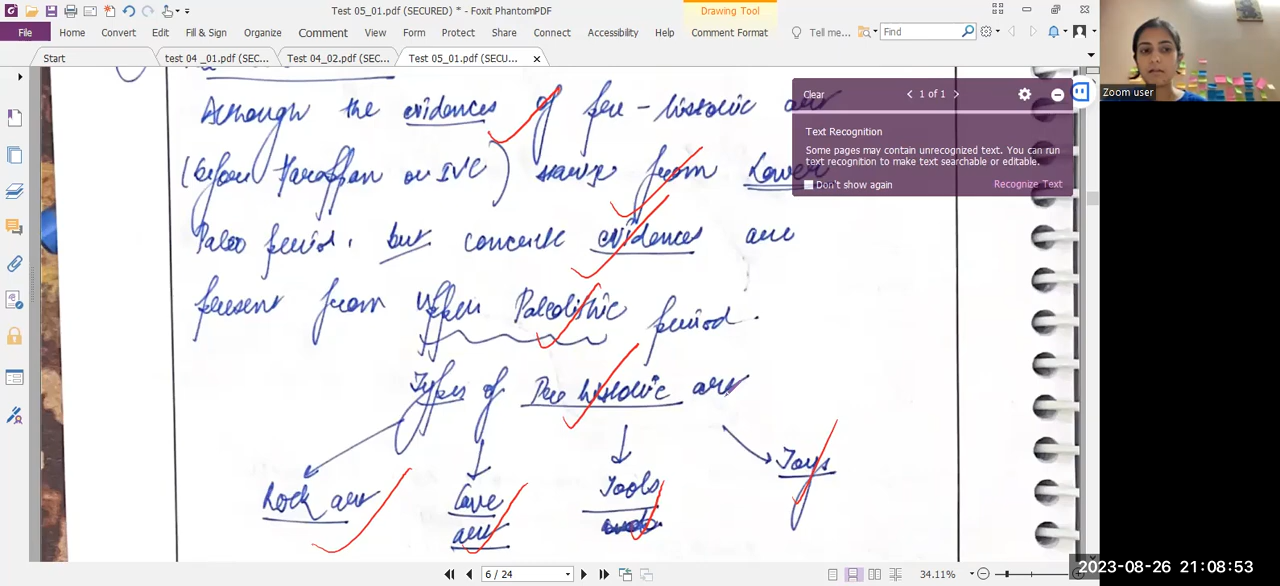 Test 05_01.pdf (SECURED) * - Foxit PhantomPDF
Drawing Tool
File Home Convert Edit Fill & Sign Organize Comment View Form Protect Share Connect Accessibility Help Comment Format Tell me... Find
Start test 04 _01.pdf (SEC... Test 04_02.pdf (SEC... Test 05_01.pdf (SECU...
Clear 1 of 1
Text Recognition
Some pages may contain unrecognized text. You can run
text recognition to make text searchable or editable.
Don't show again Recognize Text
Zoom user
Although the evidences of pre-historic art
(before Harappan or IVC) starts from Lower
Paleo period, but concrete evidences are
present from Upper Paleolithic period.
Types of Pre historic art
Rock art Cave art Tools Toys
6 / 24
34.11%
2023-08-26 21:08:53